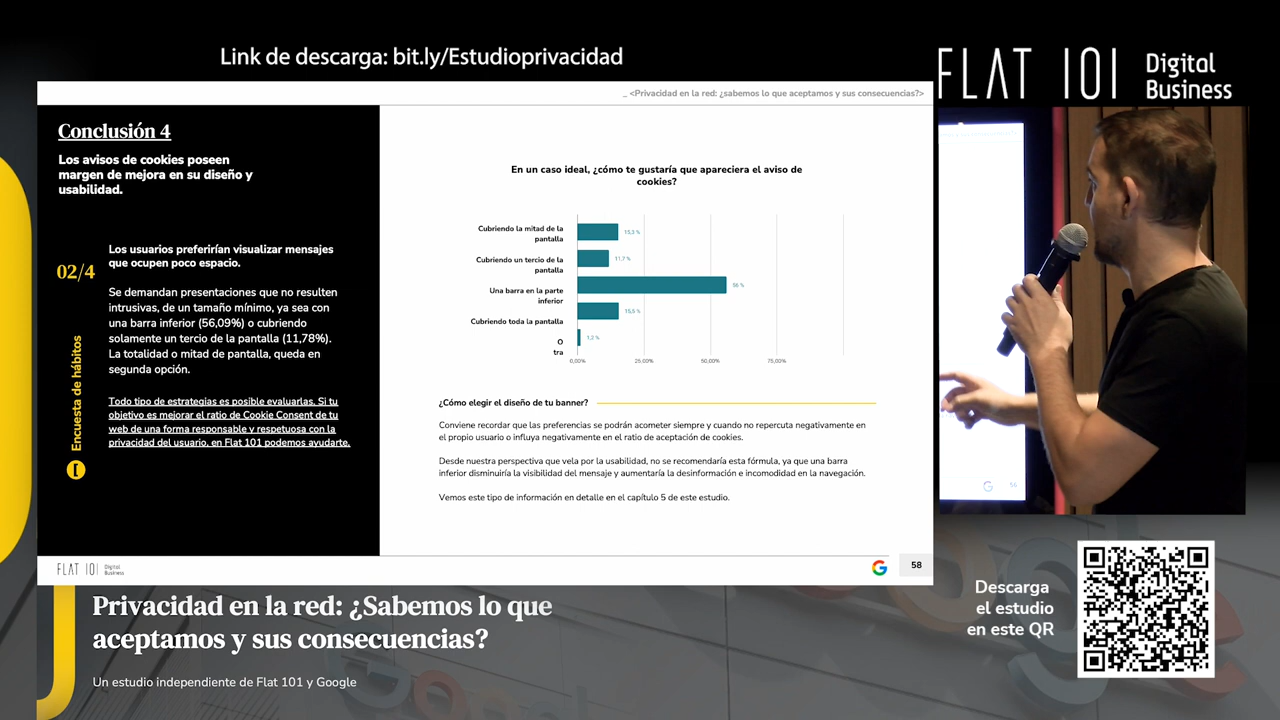 Link de descarga: bit.ly/Estudioprivacidad
FLAT 101 Digital
Business
_ <Privacidad en la red: ¿sabemos lo que aceptamos y sus consecuencias?>
Conclusión 4
Los avisos de cookies poseen
margen de mejora en su diseño y
usabilidad.
02/4
Los usuarios preferirían visualizar mensajes
que ocupen poco espacio.
Se demandan presentaciones que no resulten
intrusivas, de un tamaño mínimo, ya sea con
una barra inferior (56,09%) o cubriendo
solamente un tercio de la pantalla (11,78%).
La totalidad o mitad de pantalla, queda en
segunda opción.
Todo tipo de estrategias es posible evaluarlas. Si tu
objetivo es mejorar el ratio de Cookie Consent de tu
web de una forma responsable y respetuosa con la
privacidad del usuario, en Flat 101 podemos ayudarte.
Encuesta de hábitos
En un caso ideal, ¿cómo te gustaría que apareciera el aviso de
cookies?
Cubriendo la mitad de la
pantalla
15,3 %
Cubriendo un tercio de la
pantalla
11,7 %
Una barra en la parte
inferior
56 %
Cubriendo toda la pantalla
15,5 %
O
tra
1,2 %
0,00%
25,00%
50,00%
75,00%
¿Cómo elegir el diseño de tu banner?
Conviene recordar que las preferencias se podrán acometer siempre y cuando no repercuta negativamente en
el propio usuario o influya negativamente en el ratio de aceptación de cookies.
Desde nuestra perspectiva que vela por la usabilidad, no se recomendaría esta fórmula, ya que una barra
inferior disminuiría la visibilidad del mensaje y aumentaría la desinformación e incomodidad en la navegación.
Vemos este tipo de información en detalle en el capítulo 5 de este estudio.
FLAT 101 Digital
Business
58
Privacidad en la red: ¿Sabemos lo que
aceptamos y sus consecuencias?
Un estudio independiente de Flat 101 y Google
Descarga
el estudio
en este QR